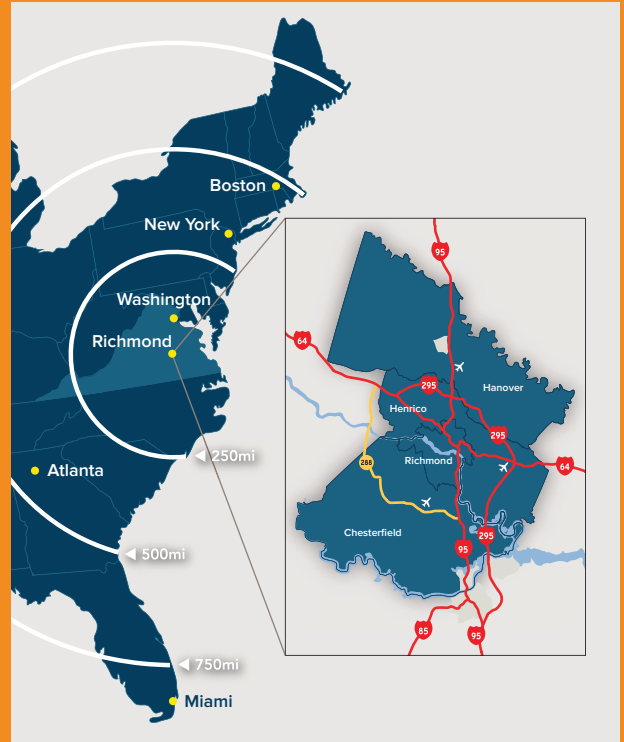 Boston
New York
Washington
Richmond
250mi
Atlanta
500mi
750mi
Miami
95
64
295
Hanover
Henrico
295
288
Richmond
64
Chesterfield
295
95
85
95